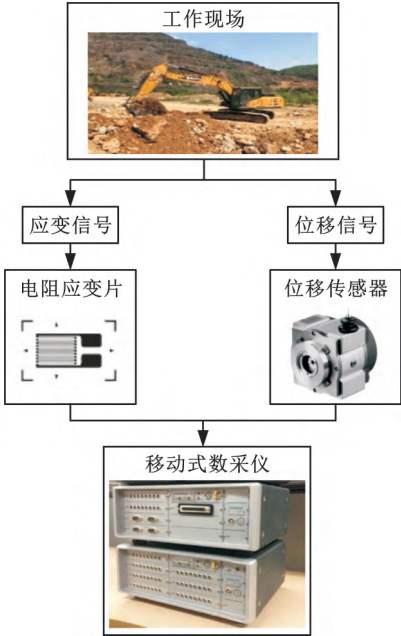 工作现场
应变信号
位移信号
电阻应变片
位移传感器
移动式数采仪